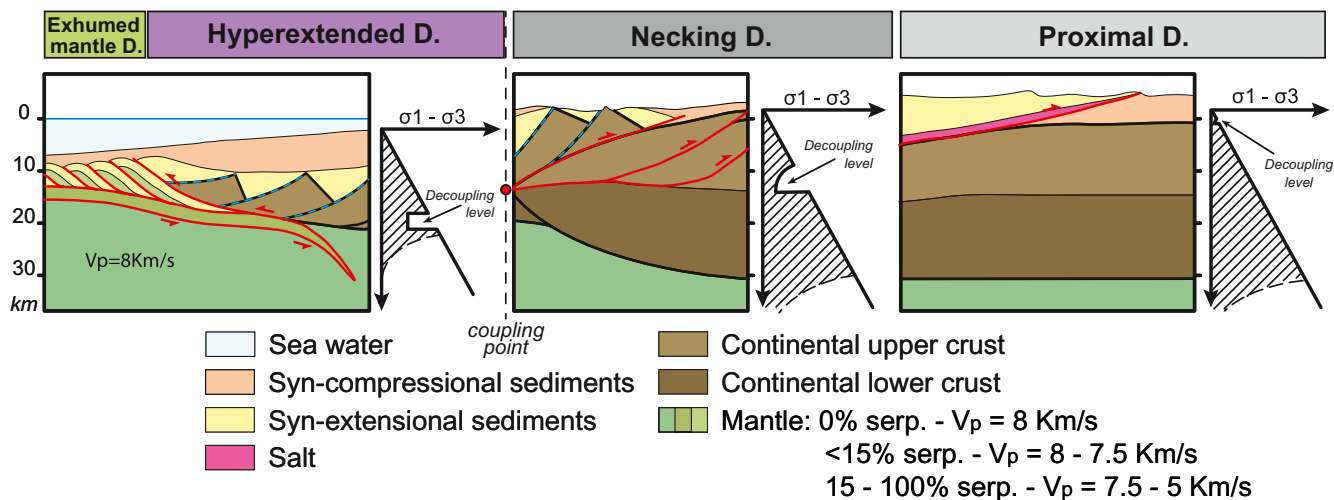 Exhumed
mantle D.
Hyperextended D.
Necking D.
Proximal D.
0
10
20
30
km
Vp=8Km/s
σ1 - σ3
Decoupling
level
coupling
point
σ1 - σ3
Decoupling
level
σ1 - σ3
Decoupling
level
Sea water
Syn-compressional sediments
Syn-extensional sediments
Salt
Continental upper crust
Continental lower crust
Mantle: 0% serp. - Vp = 8 Km/s
<15% serp. - Vp = 8 - 7.5 Km/s
15 - 100% serp. - Vp = 7.5 - 5 Km/s